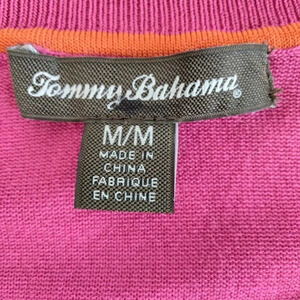 Tommy Bahama®
M/M
MADE IN
CHINA
FABRIQUE
EN CHINE